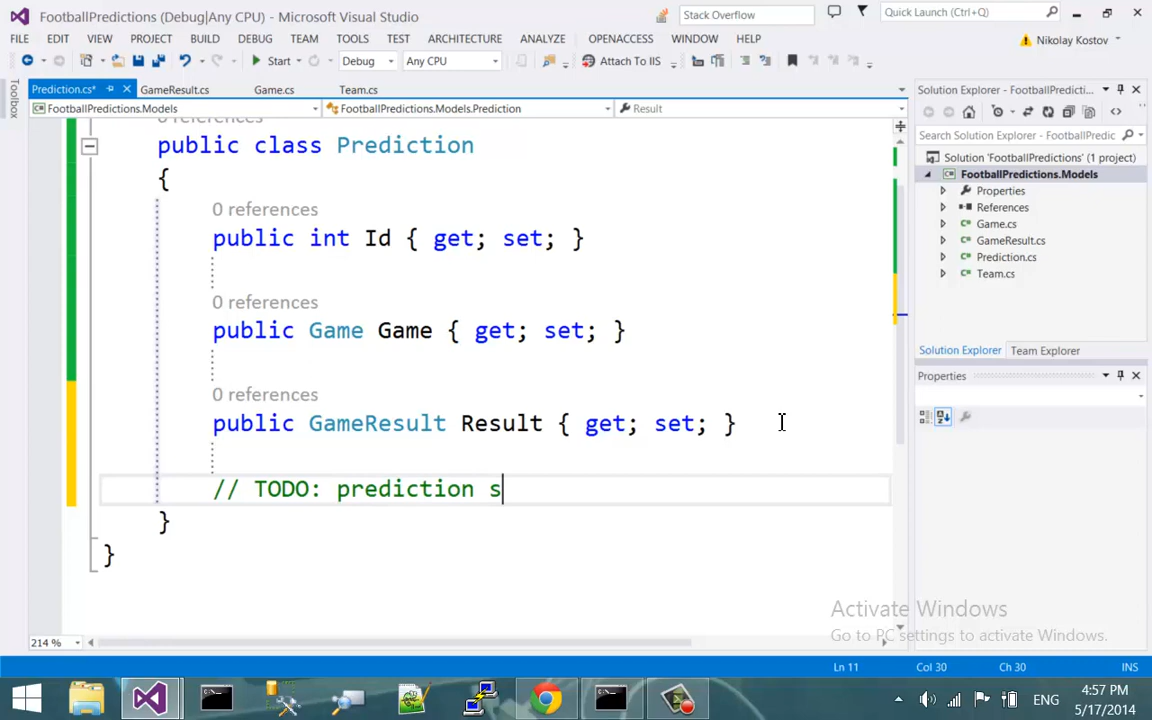 FootballPredictions (Debug|Any CPU) - Microsoft Visual Studio
Stack Overflow
Quick Launch (Ctrl+Q)
FILE EDIT VIEW PROJECT BUILD DEBUG TEAM TOOLS TEST ARCHITECTURE ANALYZE OPENACCESS WINDOW HELP
Nikolay Kostov
Start Debug Any CPU Attach To IIS
Toolbox
Prediction.cs* GameResult.cs Game.cs Team.cs
FootballPredictions.Models FootballPredictions.Models.Prediction Result
0 references
public class Prediction
{
0 references
public int Id { get; set; }
0 references
public Game Game { get; set; }
0 references
public GameResult Result { get; set; }
// TODO: prediction s
}
}
214 %
Solution Explorer - FootballPredicti...
Search Solution Explorer - FootballPredic
Solution 'FootballPredictions' (1 project)
FootballPredictions.Models
Properties
References
Game.cs
GameResult.cs
Prediction.cs
Team.cs
Solution Explorer Team Explorer
Properties
Activate Windows
Go to PC settings to activate Windows.
Ln 11 Col 30 Ch 30 INS
ENG
4:57 PM
5/17/2014